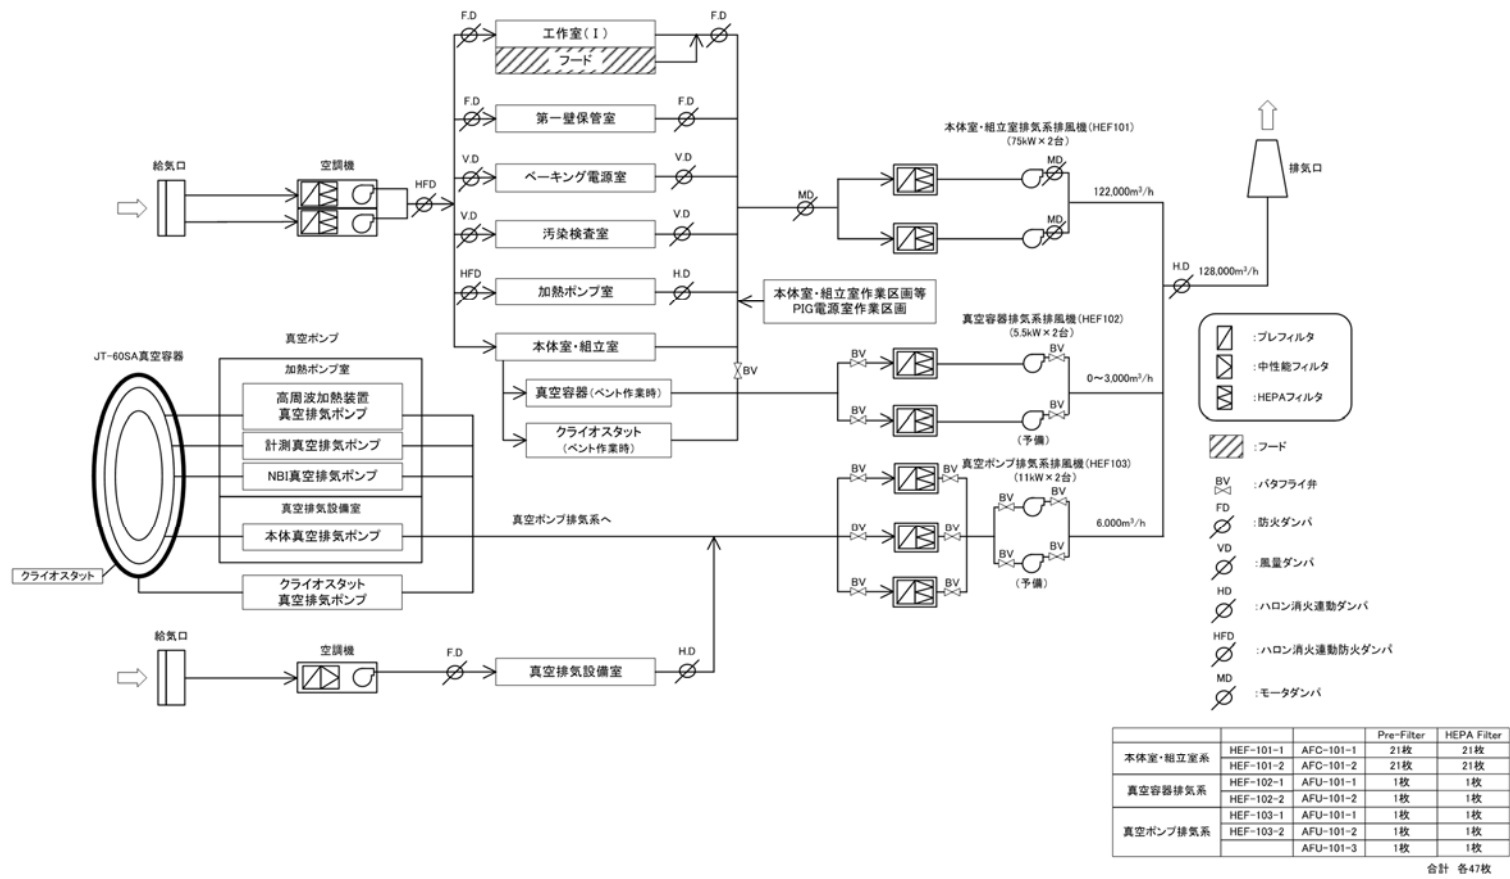 F.D
工作室(Ⅰ)
フード
F.D
F.D
第一壁保管室
F.D
V.D
ベーキング電源室
V.D
V.D
汚染検査室
V.D
HFD
加熱ポンプ室
H.D
本体室・組立室
真空容器(ベント作業時)
クライオスタット
(ベント作業時)
給気口
空調機
HFD
本体室・組立室作業区画等
PIG電源室作業区画
BV
MD
本体室・組立室排気系排風機(HEF101)
(75kW×2台)
MD
MD
122,000m³/h
排気口
H.D
128,000m³/h
真空容器排気系排風機(HEF102)
(5.5kW×2台)
BV
BV
BV
BV
(予備)
0～3,000m³/h
真空ポンプ排気系排風機(HEF103)
(11kW×2台)
BV
BV
BV
BV
BV
BV
BV
BV
BV
BV
(予備)
6,000m³/h
真空ポンプ
JT-60SA真空容器
加熱ポンプ室
高周波加熱装置
真空排気ポンプ
計測真空排気ポンプ
NBI真空排気ポンプ
真空排気設備室
本体真空排気ポンプ
クライオスタット
クライオスタット
真空排気ポンプ
真空ポンプ排気系へ
給気口
空調機
F.D
真空排気設備室
H.D
:プレフィルタ
:中性能フィルタ
:HEPAフィルタ
:フード
BV
:バタフライ弁
FD
:防火ダンパ
VD
:風量ダンパ
HD
:ハロン消火連動ダンパ
HFD
:ハロン消火連動防火ダンパ
MD
:モータダンパ
Pre-Filter HEPA Filter
本体室・組立室系 HEF-101-1 AFC-101-1 21枚 21枚
HEF-101-2 AFC-101-2 21枚 21枚
真空容器排気系 HEF-102-1 AFU-101-1 1枚 1枚
HEF-102-2 AFU-101-2 1枚 1枚
真空ポンプ排気系 HEF-103-1 AFU-101-1 1枚 1枚
HEF-103-2 AFU-101-2 1枚 1枚
AFU-101-3 1枚 1枚
合計 各47枚